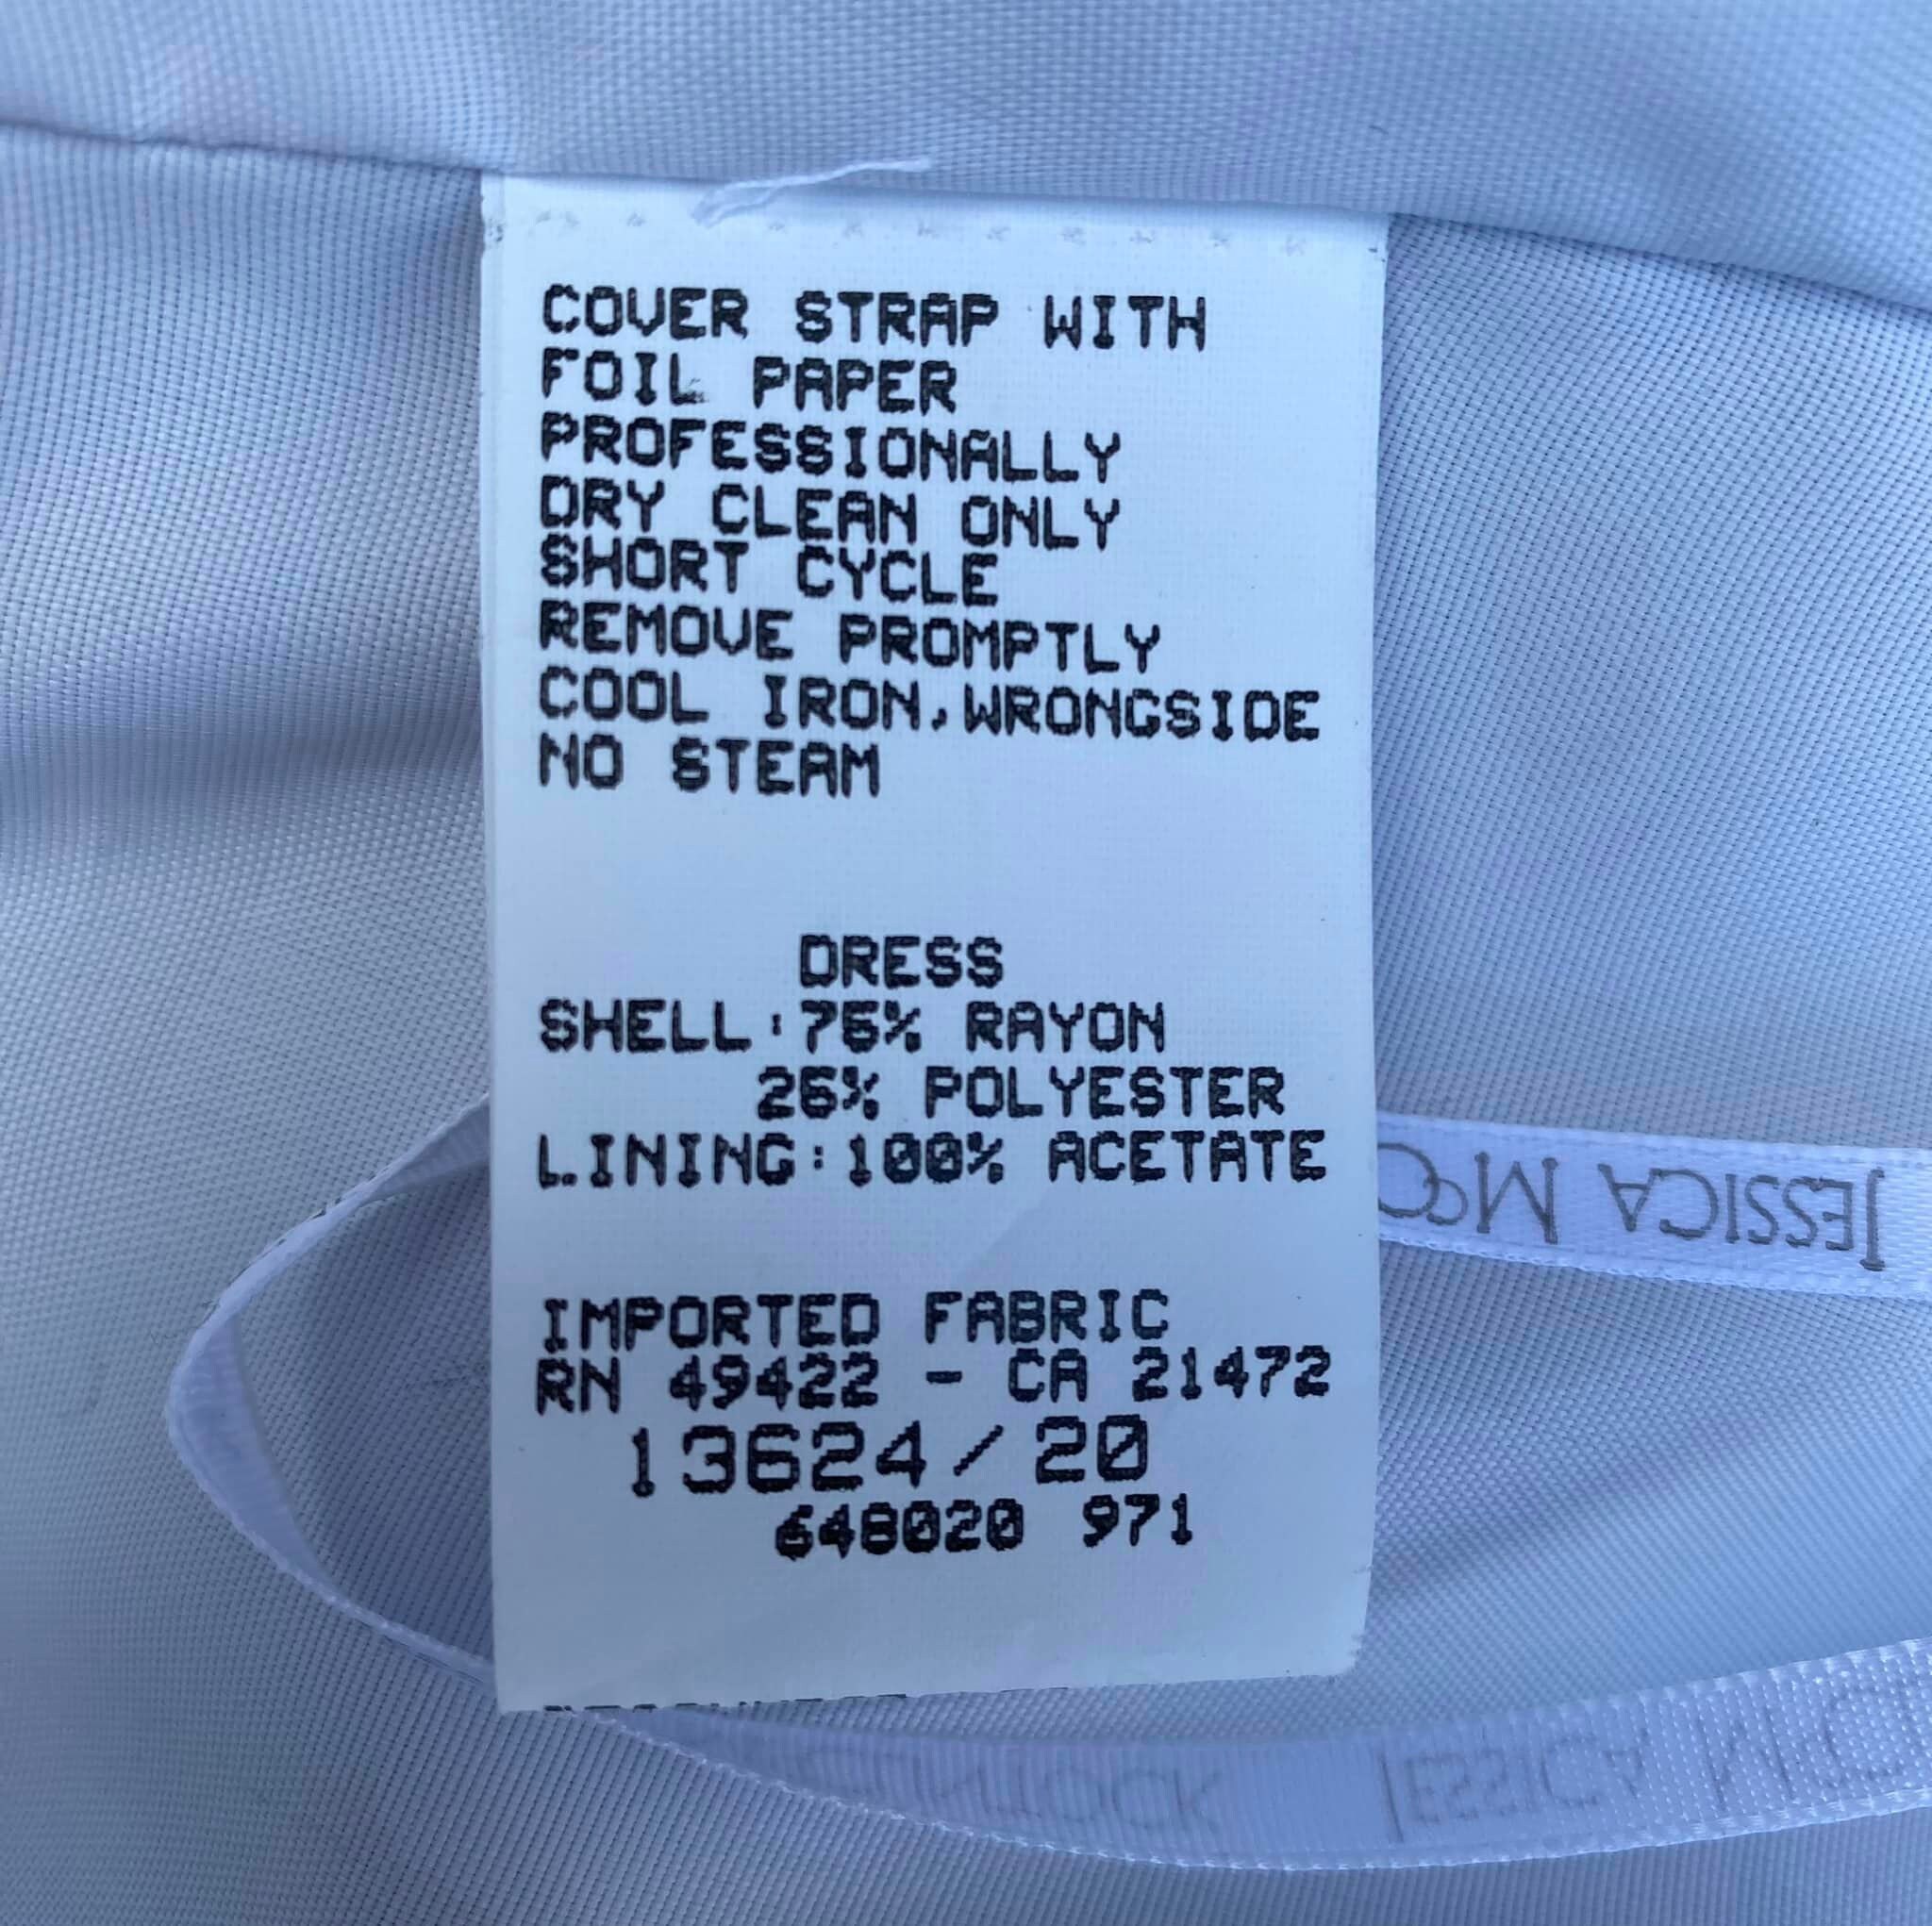 COVER STRAP WITH
FOIL PAPER
PROFESSIONALLY
DRY CLEAN ONLY
SHORT CYCLE
REMOVE PROMPTLY
COOL IRON,WRONGSIDE
NO STEAM
DRESS
SHELL:75% RAYON
25% POLYESTER
LINING:100% ACETATE
JESSICA McC
IMPORTED FABRIC
RN 49422 - CA 21472
13624/20
648020 971
JESSICA McC